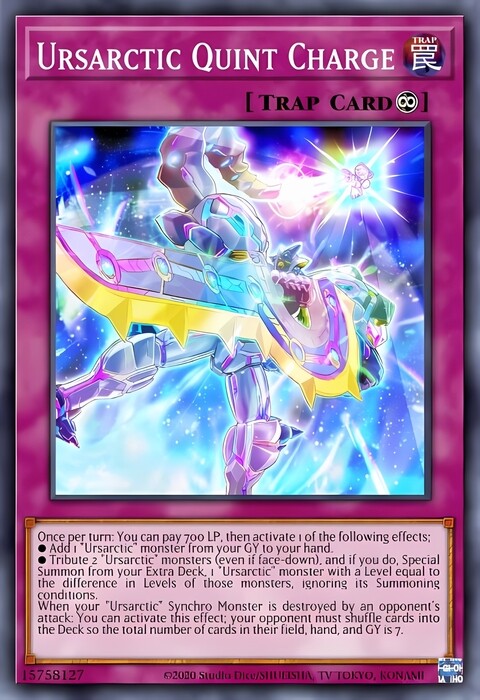 URSARCTIC QUINT CHARGE
TRAP
罠
[TRAP CARD∞]
Once per turn: You can pay 700 LP, then activate 1 of the following effects;
● Add 1 "Ursarctic" monster from your GY to your hand.
● Tribute 2 "Ursarctic" monsters (even if face-down), and if you do, Special
Summon from your Extra Deck, 1 "Ursarctic" monster with a Level equal to
the difference in Levels of those monsters, ignoring its Summoning
conditions.
When your "Ursarctic" Synchro Monster is destroyed by an opponent's
attack: You can activate this effect; your opponent must shuffle cards into
the Deck so the total number of cards in their field, hand, and GY is 7.
15758127
©2020 Studio Dice/SHUEISHA, TV TOKYO, KONAMI